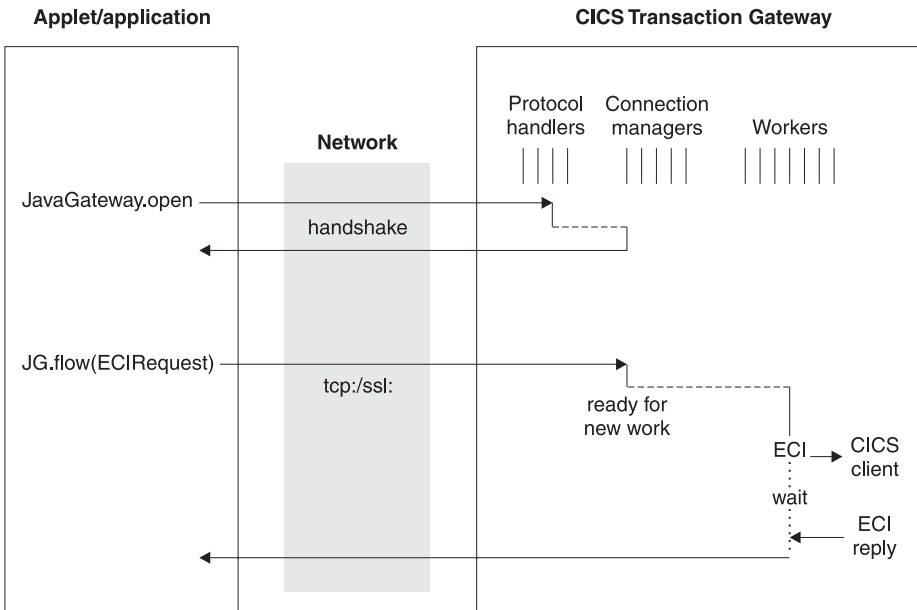 Applet/application
CICS Transaction Gateway
Protocol
handlers
Connection
managers
Workers
Network
JavaGateway.open
handshake
JG.flow(ECIRequest)
tcp:/ssl:
ready for
new work
ECI
CICS
client
wait
ECI
reply